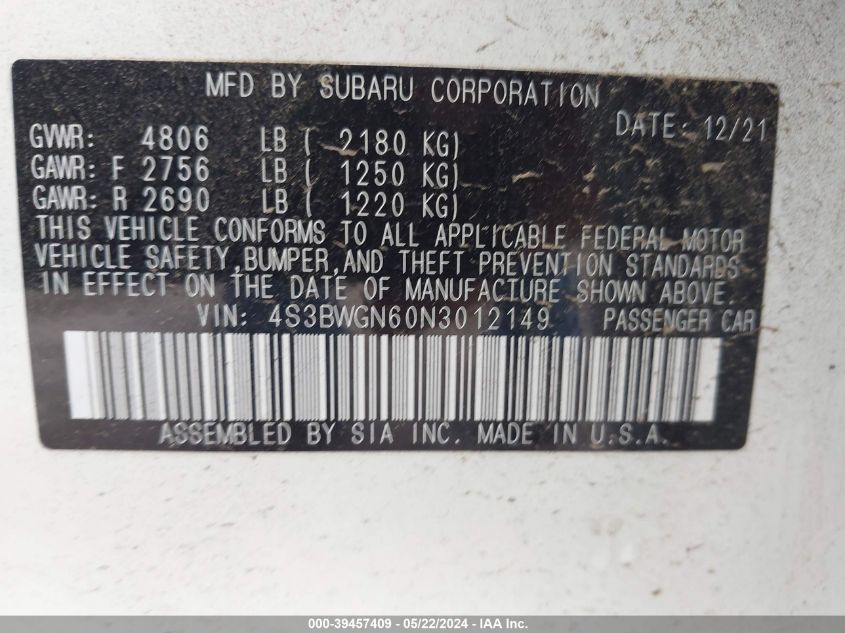 MFD BY SUBARU CORPORATION
DATE: 12/21
GVWR: 4806 LB ( 2180 KG)
GAWR: F 2756 LB ( 1250 KG)
GAWR: R 2690 LB ( 1220 KG)
THIS VEHICLE CONFORMS TO ALL APPLICABLE FEDERAL MOTOR
VEHICLE SAFETY,BUMPER,AND THEFT PREVENTION STANDARDS
IN EFFECT ON THE DATE OF MANUFACTURE SHOWN ABOVE.
VIN: 4S3BWGN60N3012149 PASSENGER CAR
ASSEMBLED BY SIA INC. MADE IN U.S.A.
000-39457409 - 05/22/2024 - IAA Inc.